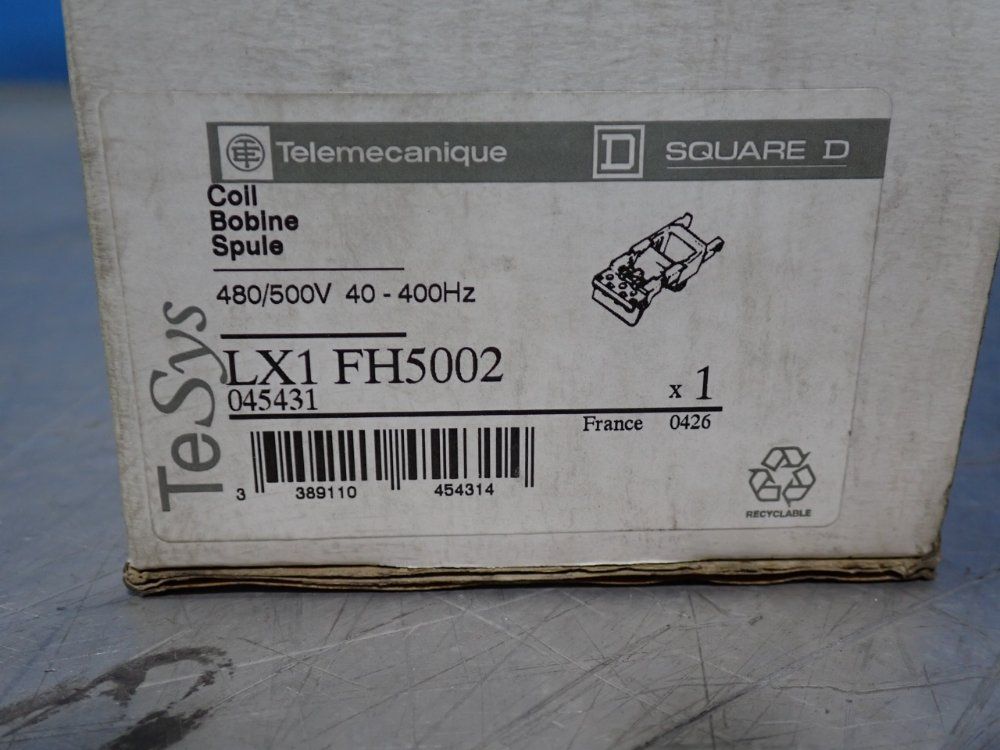 TE Telemecanique
D SQUARE D
Coil
Bobine
Spule
480/500V 40 - 400Hz
TeSys
LX1 FH5002
045431
x 1
France 0426
3 389110 454314
RECYCLABLE